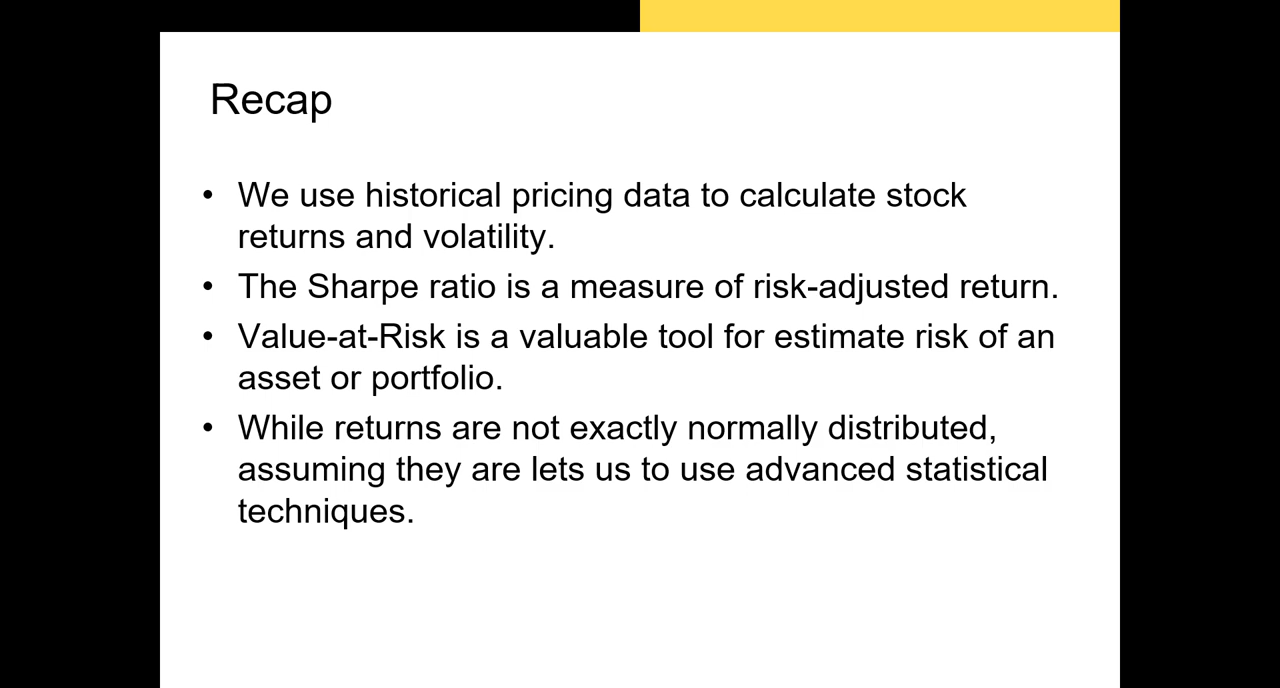 Recap
• We use historical pricing data to calculate stock
returns and volatility.
• The Sharpe ratio is a measure of risk-adjusted return.
• Value-at-Risk is a valuable tool for estimate risk of an
asset or portfolio.
• While returns are not exactly normally distributed,
assuming they are lets us to use advanced statistical
techniques.